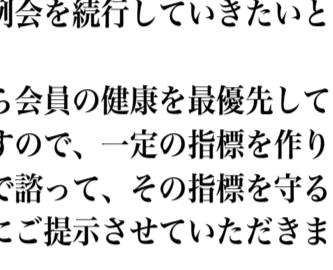 例会を続行していきたいと
ら会員の健康を最優先して
すので、一定の指標を作り
で諮って、その指標を守る
にご提示させていただきま